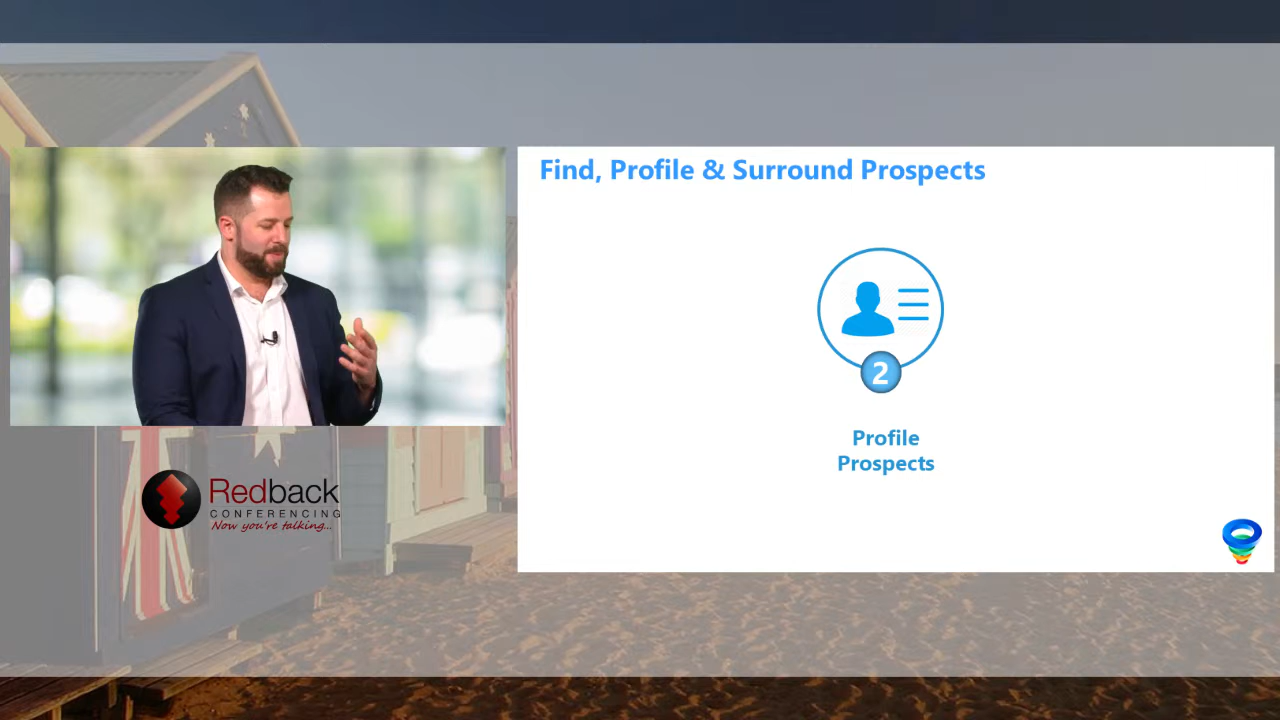 Find, Profile & Surround Prospects
2
Profile
Prospects
Redback
CONFERENCING
Now you're talking...